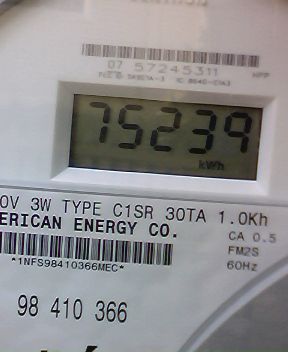 07 57245311
HPP
75239
kWh
0V 3W TYPE C1SR 30TA 1.0Kh
ERICAN ENERGY CO.
CA 0.5
FM2S
60Hz
*1NFS98410366MEC*
98 410 366